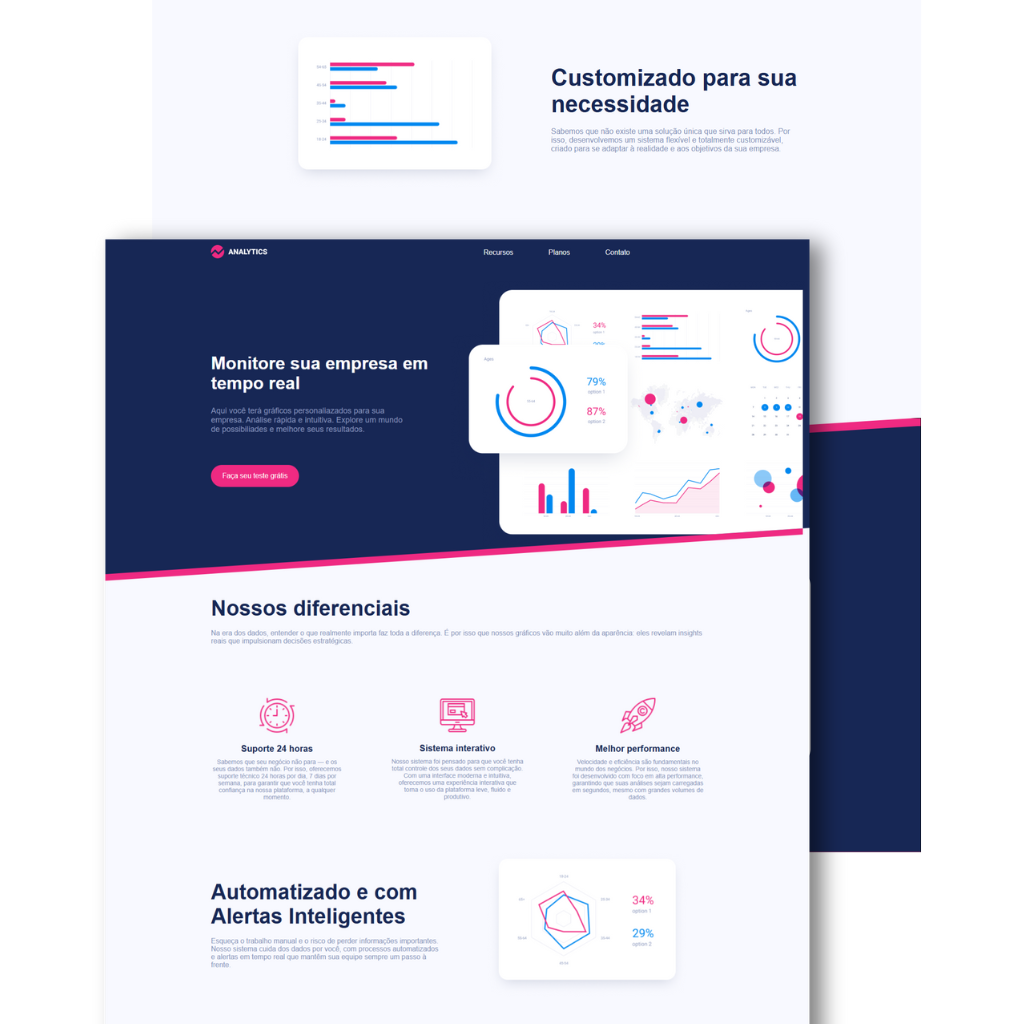 Customizado para sua
necessidade
Sabemos que não existe uma solução única que sirva para todos. Por
isso, desenvolvemos um sistema flexível e totalmente customizável,
criado para se adaptar à realidade e aos objetivos da sua empresa.
ANALYTICS
Recursos
Planos
Contato
Monitore sua empresa em
tempo real
Aqui você terá gráficos personaliazados para sua
empresa. Análise rápida e intuitiva. Explore um mundo
de possibiliades e melhore seus resultados.
Faça seu teste grátis
34%
option 1
79%
option 1
87%
option 2
Nossos diferenciais
Na era dos dados, entender o que realmente importa faz toda a diferença. É por isso que nossos gráficos vão muito além da aparência: eles revelam insights
reais que impulsionam decisões estratégicas.
Suporte 24 horas
Sabemos que seu negócio não para — e os
seus dados também não. Por isso, oferecemos
suporte técnico 24 horas por dia, 7 dias por
semana, para garantir que você tenha total
confiança na nossa plataforma, a qualquer
momento.
Sistema interativo
Nosso sistema foi pensado para que você tenha
total controle dos seus dados sem complicação.
Com uma interface moderna e intuitiva,
oferecemos uma experiência interativa que
torna o uso da plataforma leve, fluido e
produtivo.
Melhor performance
Velocidade e eficiência são fundamentais no
mundo dos negócios. Por isso, nosso sistema
foi desenvolvido com foco em alta performance,
garantindo que suas análises sejam carregadas
em segundos, mesmo com grandes volumes de
dados.
Automatizado e com
Alertas Inteligentes
Esqueça o trabalho manual e o risco de perder informações importantes.
Nosso sistema cuida dos dados por você, com processos automatizados
e alertas em tempo real que mantêm sua equipe sempre um passo à
frente.
34%
option 1
29%
option 2